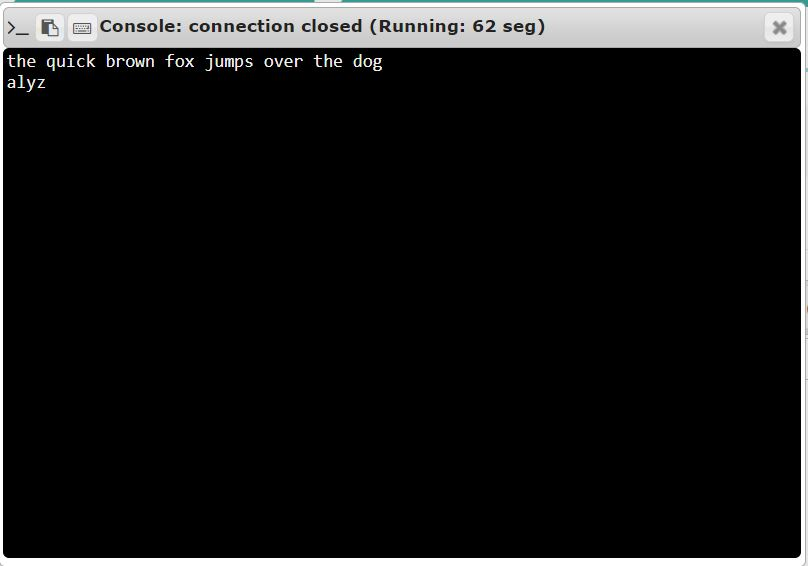 Console: connection closed (Running: 62 seg)
the quick brown fox jumps over the dog
alyz